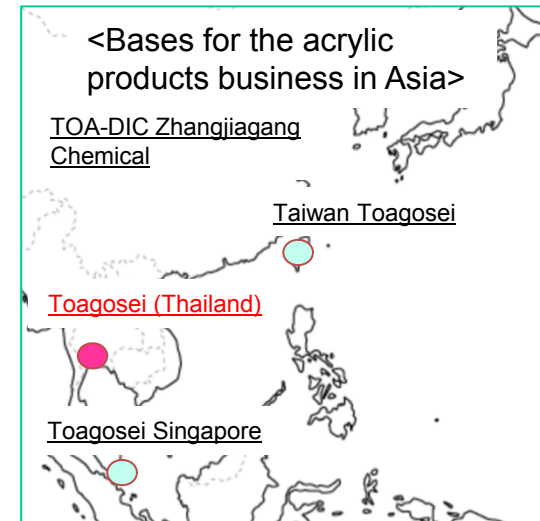 <Bases for the acrylic
products business in Asia>
TOA-DIC Zhangjiagang
Chemical
Taiwan Toagosei
Toagosei (Thailand)
Toagosei Singapore